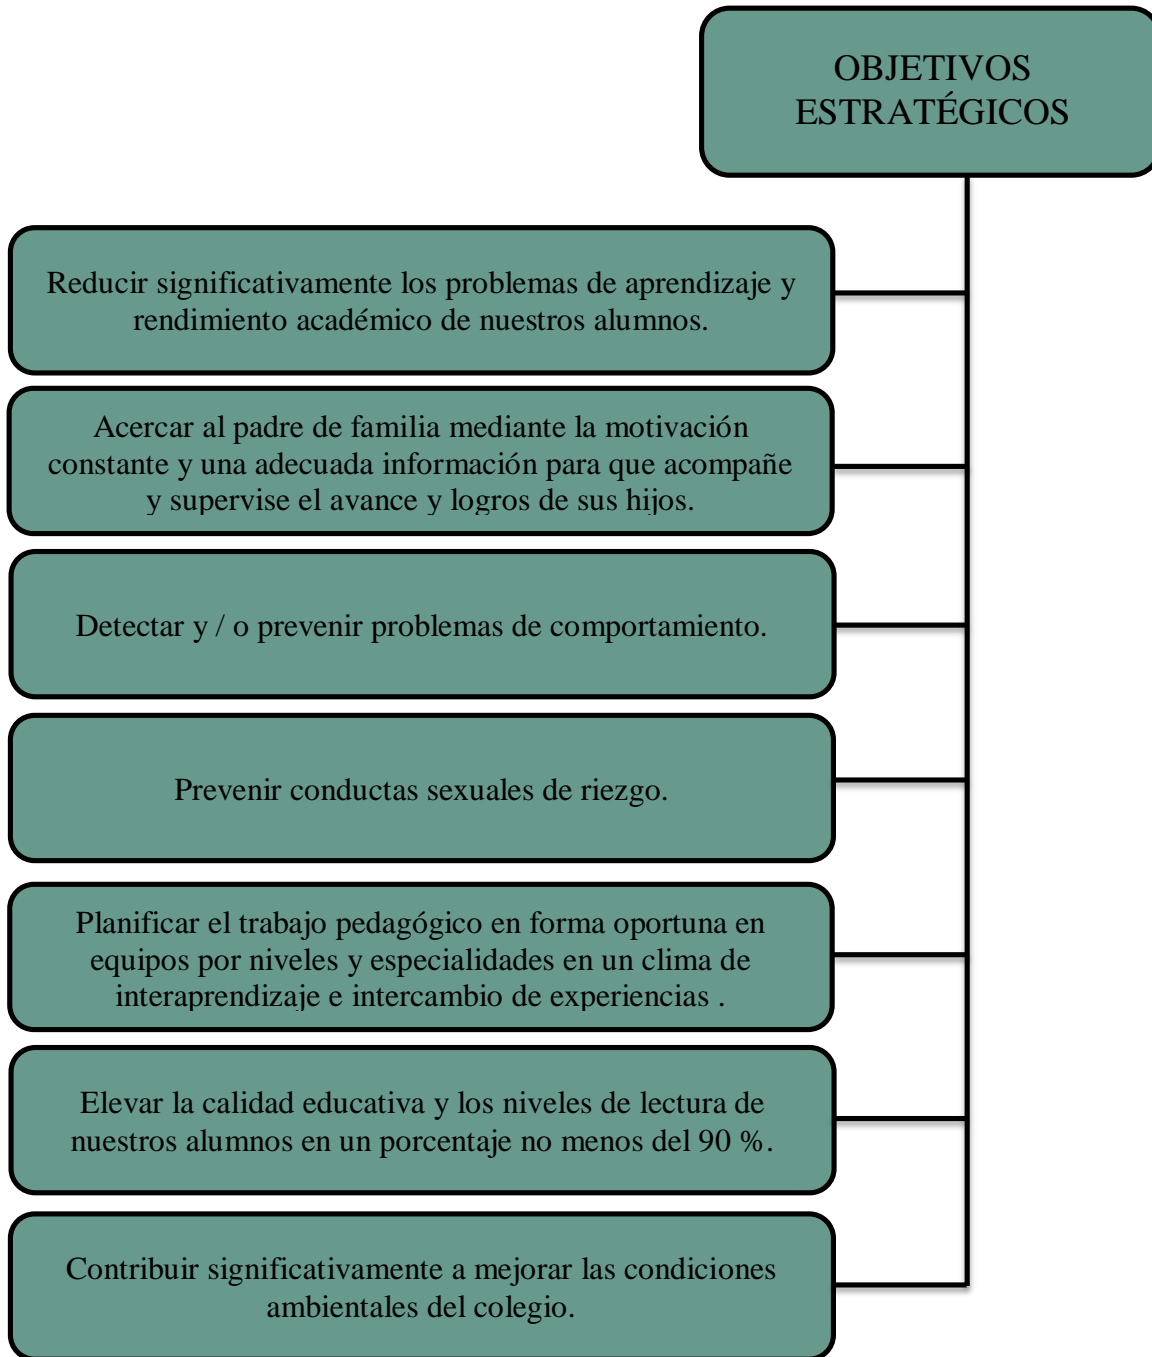 OBJETIVOS
ESTRATÉGICOS
Reducir significativamente los problemas de aprendizaje y
rendimiento académico de nuestros alumnos.
Acercar al padre de familia mediante la motivación
constante y una adecuada información para que acompañe
y supervise el avance y logros de sus hijos.
Detectar y / o prevenir problemas de comportamiento.
Prevenir conductas sexuales de riezgo.
Planificar el trabajo pedagógico en forma oportuna en
equipos por niveles y especialidades en un clima de
interaprendizaje e intercambio de experiencias .
Elevar la calidad educativa y los niveles de lectura de
nuestros alumnos en un porcentaje no menos del 90 %.
Contribuir significativamente a mejorar las condiciones
ambientales del colegio.